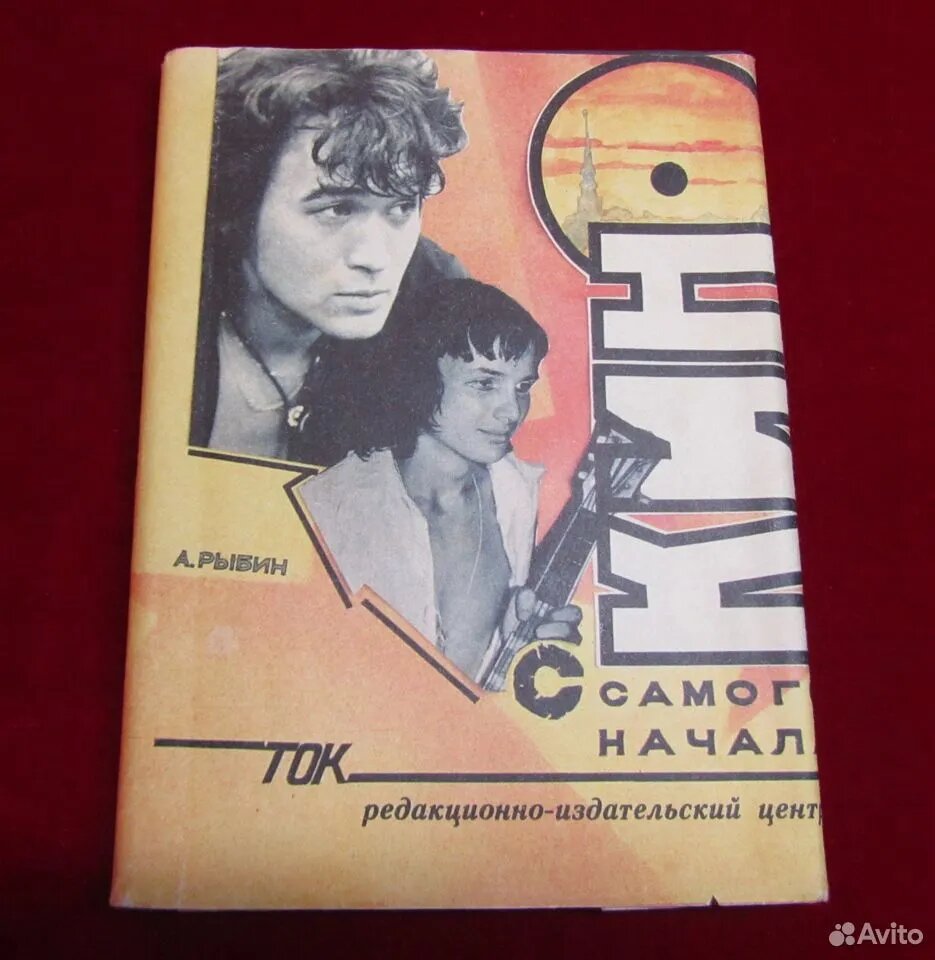 КИНО
А.РЫБИН
С САМОГ
НАЧАЛ
ТОК
редакционно-издательский цент
Avito